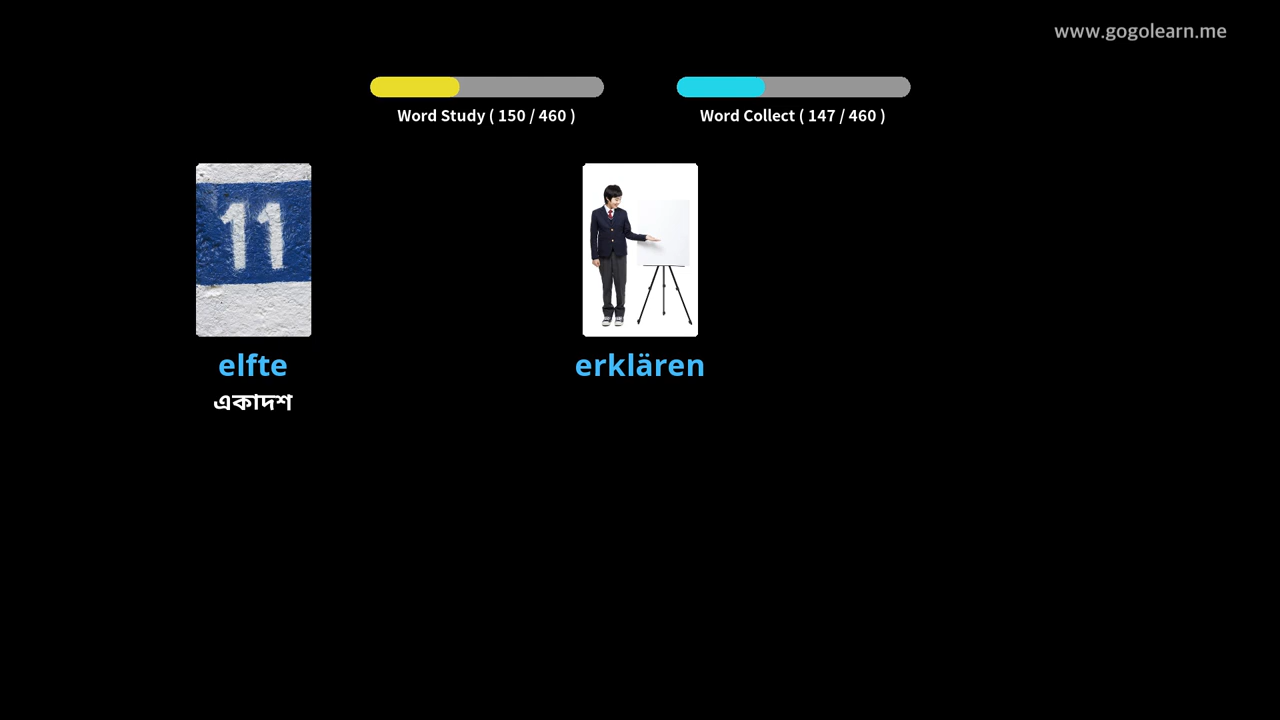 www.gogolearn.me
Word Study ( 150 / 460 )
Word Collect ( 147 / 460 )
11
elfte
একাদশ
erklären